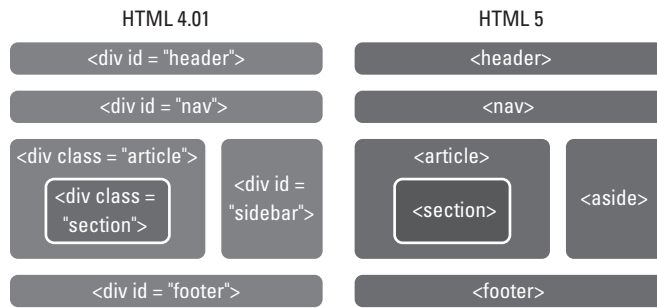 HTML 4.01
<div id = "header">
<div id = "nav">
<div class = "article">
<div class =
"section">
<div id =
"sidebar">
<div id = "footer">
HTML 5
<header>
<nav>
<article>
<section>
<aside>
<footer>